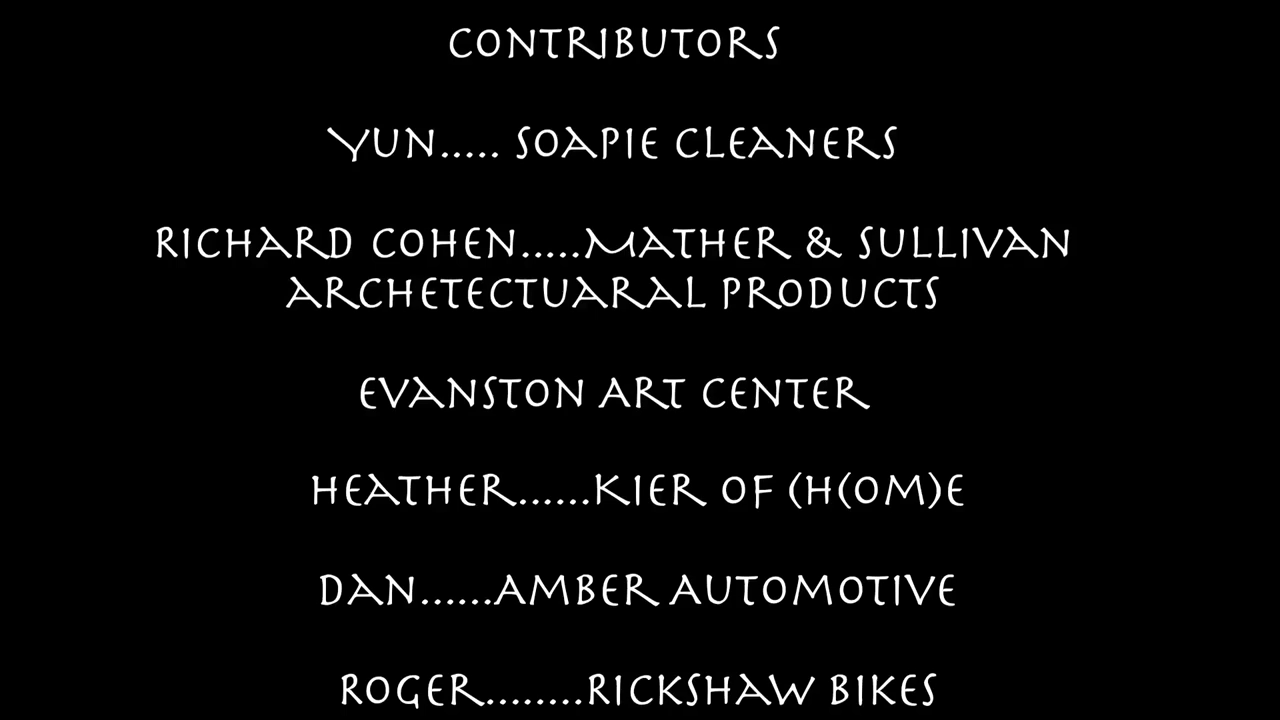 CONTRIBUTORS
YUN..... SOAPIE CLEANERS
RICHARD COHEN.....MATHER & SULLIVAN
ARCHETECTUARAL PRODUCTS
EVANSTON ART CENTER
HEATHER......KIER OF (H(OM)E
DAN......AMBER AUTOMOTIVE
ROGER........RICKSHAW BIKES